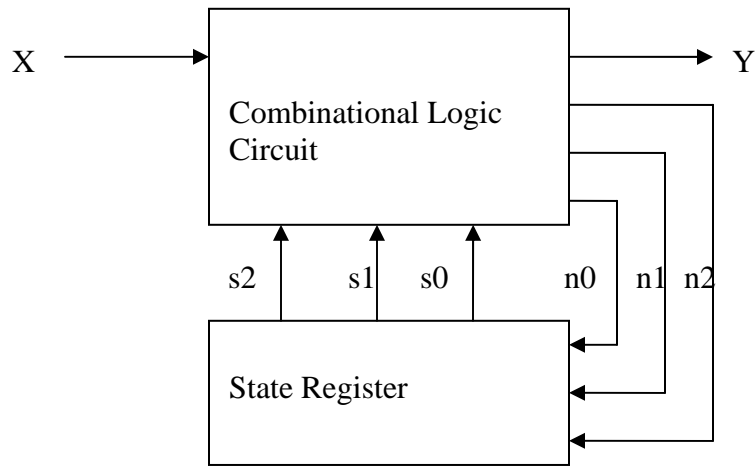 X
Y
Combinational Logic
Circuit
s2 s1 s0 n0 n1 n2
State Register